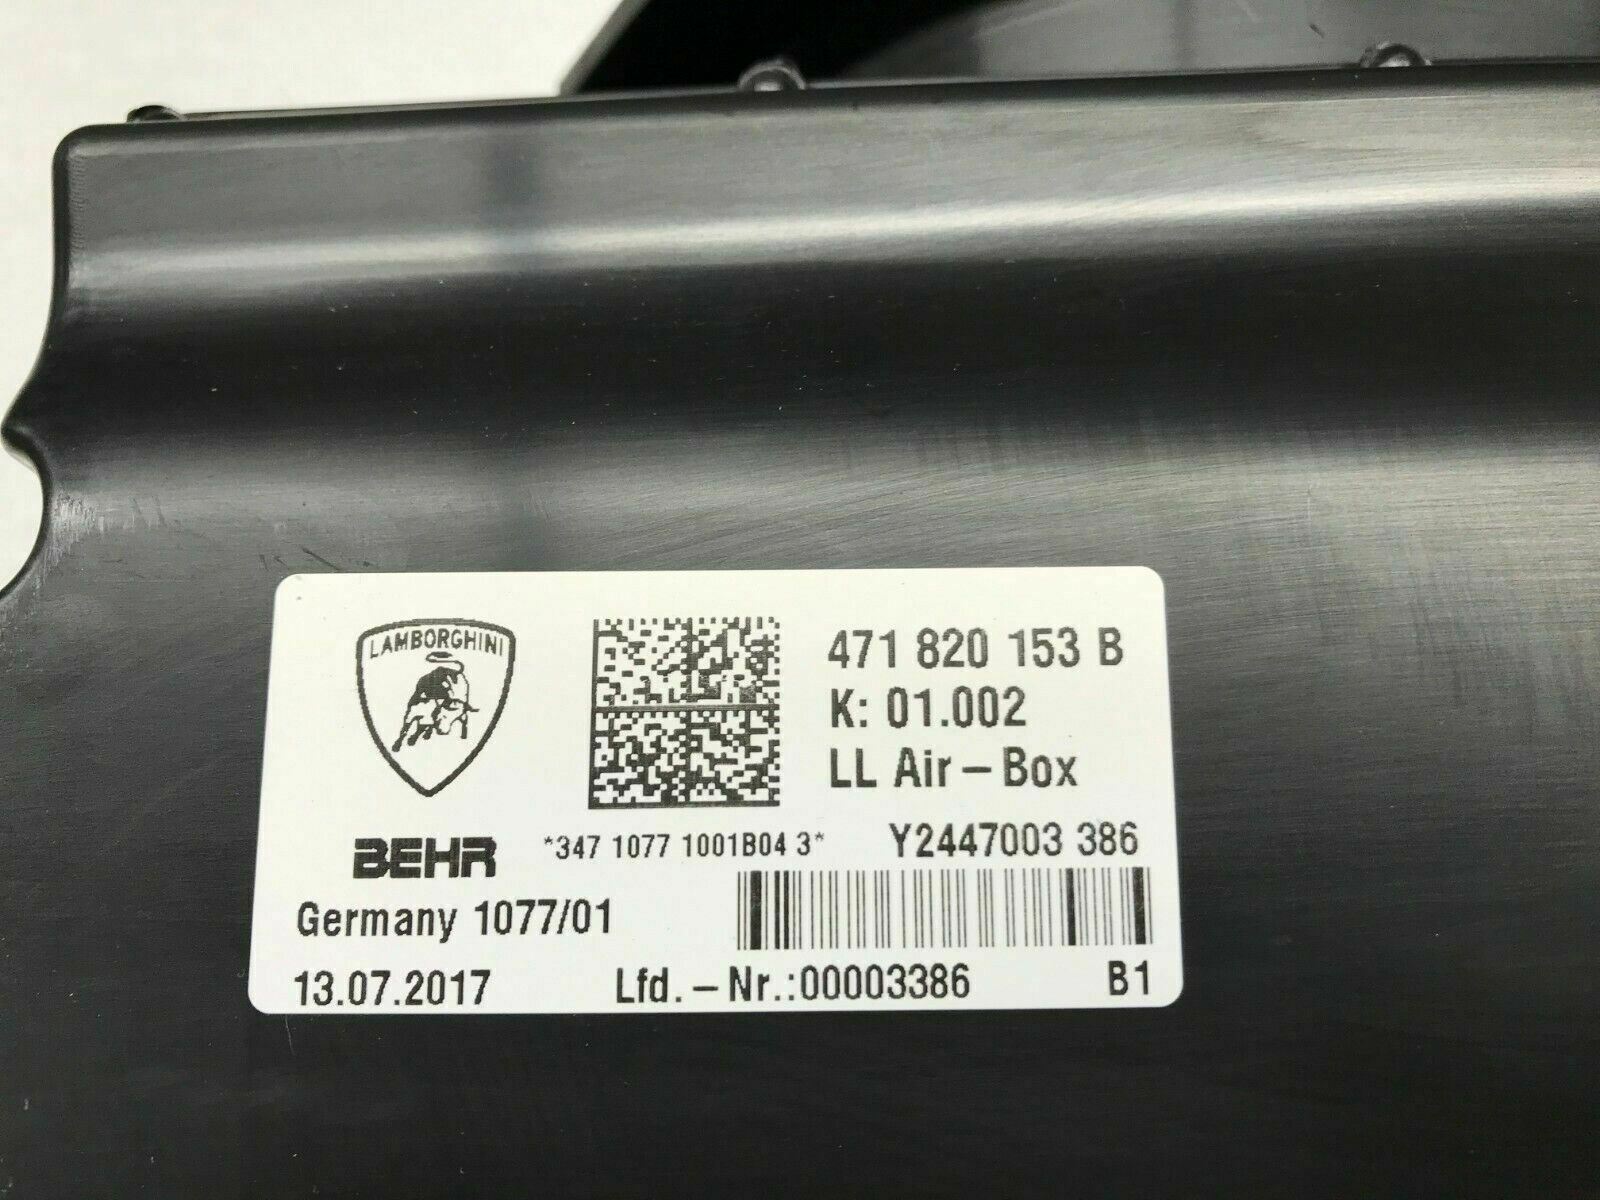 LAMBORGHINI
471 820 153 B
K: 01.002
LL Air-Box
BEHR
*347 1077 1001B04 3*
Y2447003 386
Germany 1077/01
13.07.2017
Lfd.-Nr.:00003386
B1